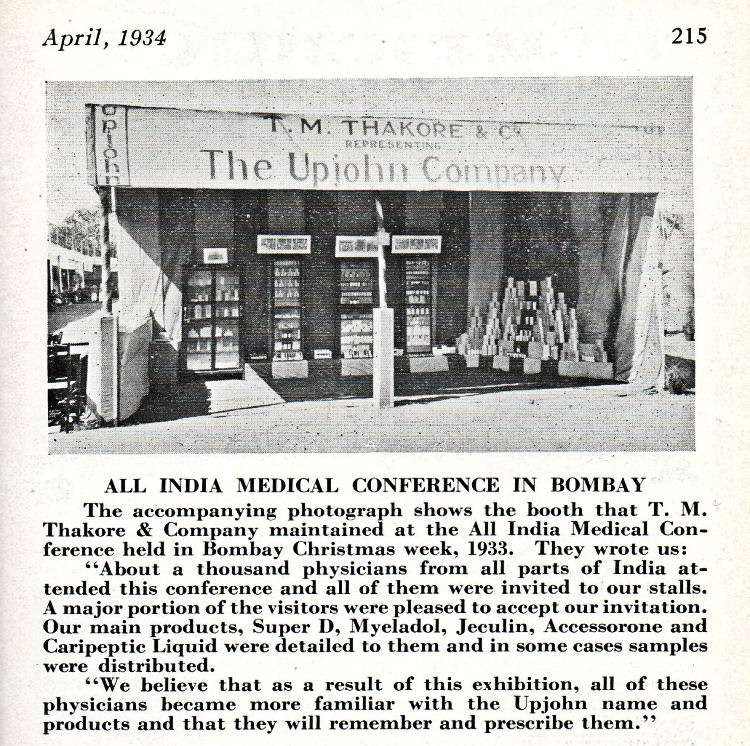 April, 1934 215
Upjohn
T. M. THAKORE & Co
REPRESENTING
The Upjohn Company
ALL INDIA MEDICAL CONFERENCE IN BOMBAY
The accompanying photograph shows the booth that T. M.
Thakore & Company maintained at the All India Medical Con-
ference held in Bombay Christmas week, 1933. They wrote us:
“About a thousand physicians from all parts of India at-
tended this conference and all of them were invited to our stalls.
A major portion of the visitors were pleased to accept our invitation.
Our main products, Super D, Myeladol, Jeculin, Accessorone and
Caripeptic Liquid were detailed to them and in some cases samples
were distributed.
“We believe that as a result of this exhibition, all of these
physicians became more familiar with the Upjohn name and
products and that they will remember and prescribe them.”